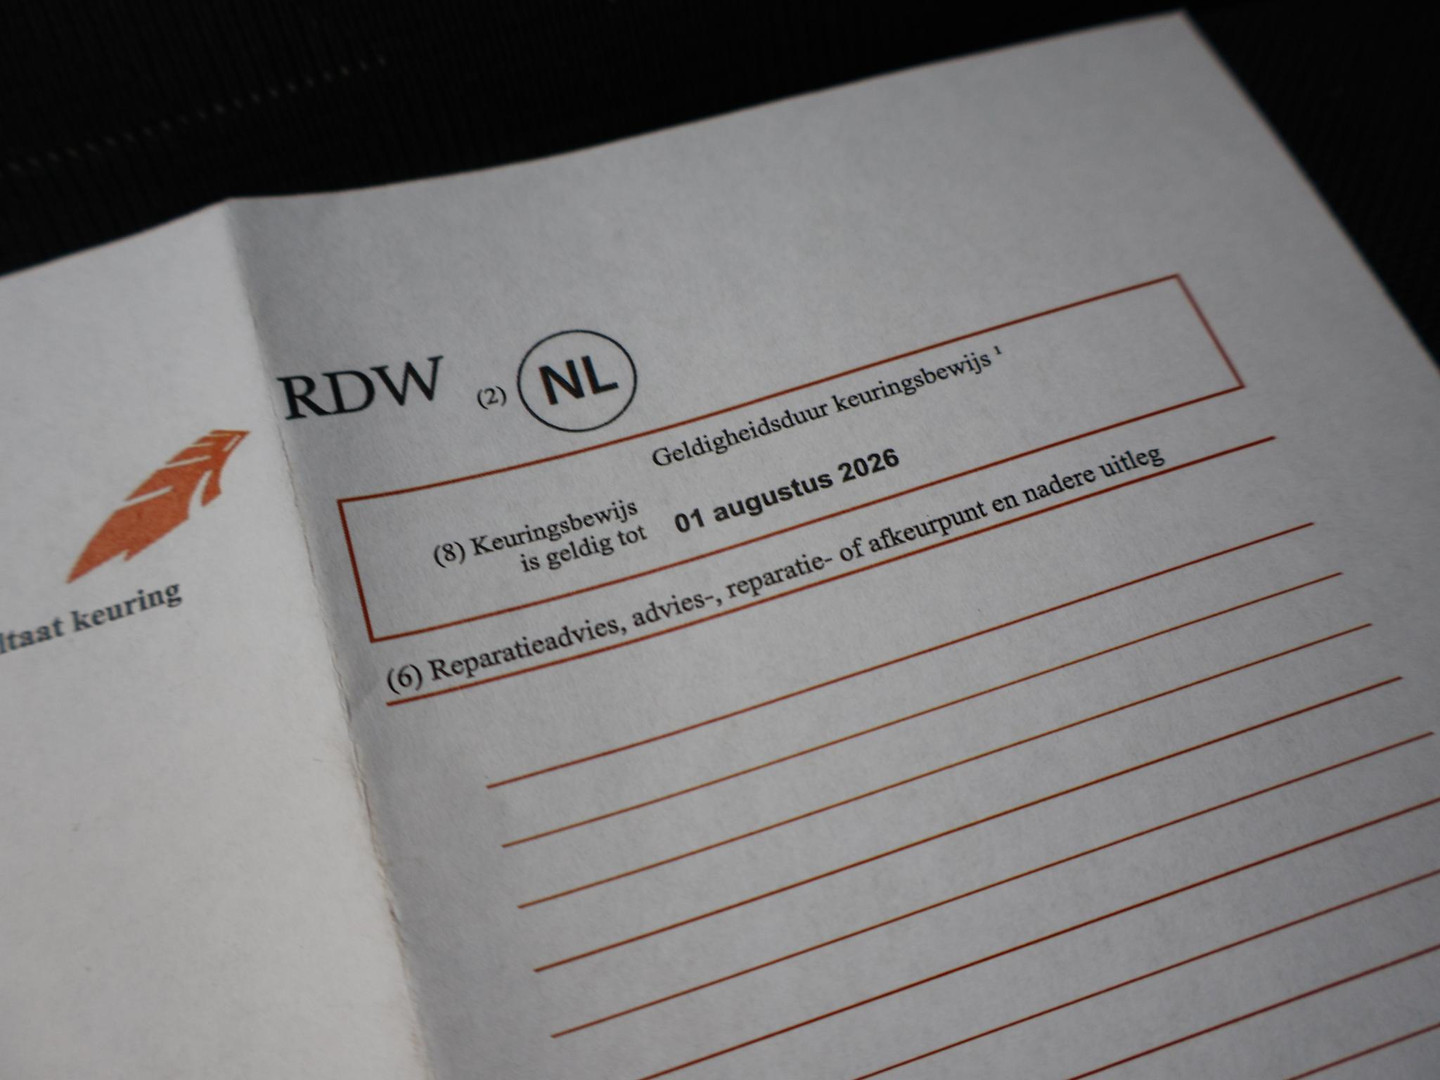 RDW (2) NL
Geldigheidsduur keuringsbewijs ¹
(8) Keuringsbewijs
is geldig tot 01 augustus 2026
(6) Reparatieadvies, advies-, reparatie- of afkeurpunt en nadere uitleg
keuring